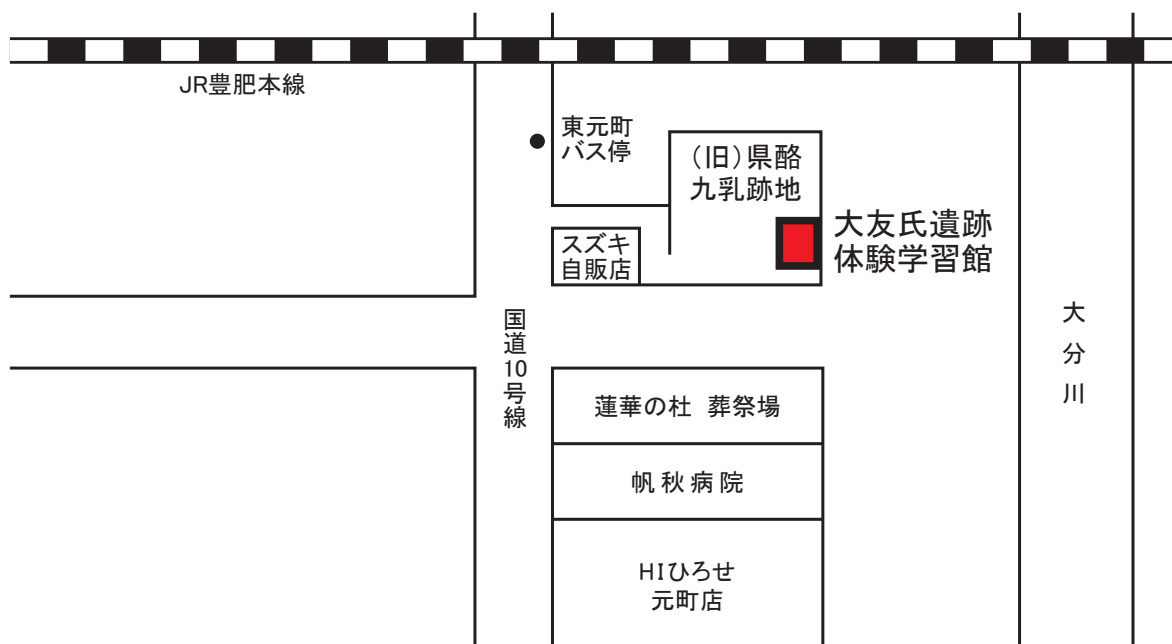 JR豊肥本線
東元町
バス停
（旧）県酪
九乳跡地
大友氏遺跡
体験学習館
スズキ
自販店
国道10号線
大分川
蓮華の杜 葬祭場
帆秋病院
HIひろせ
元町店